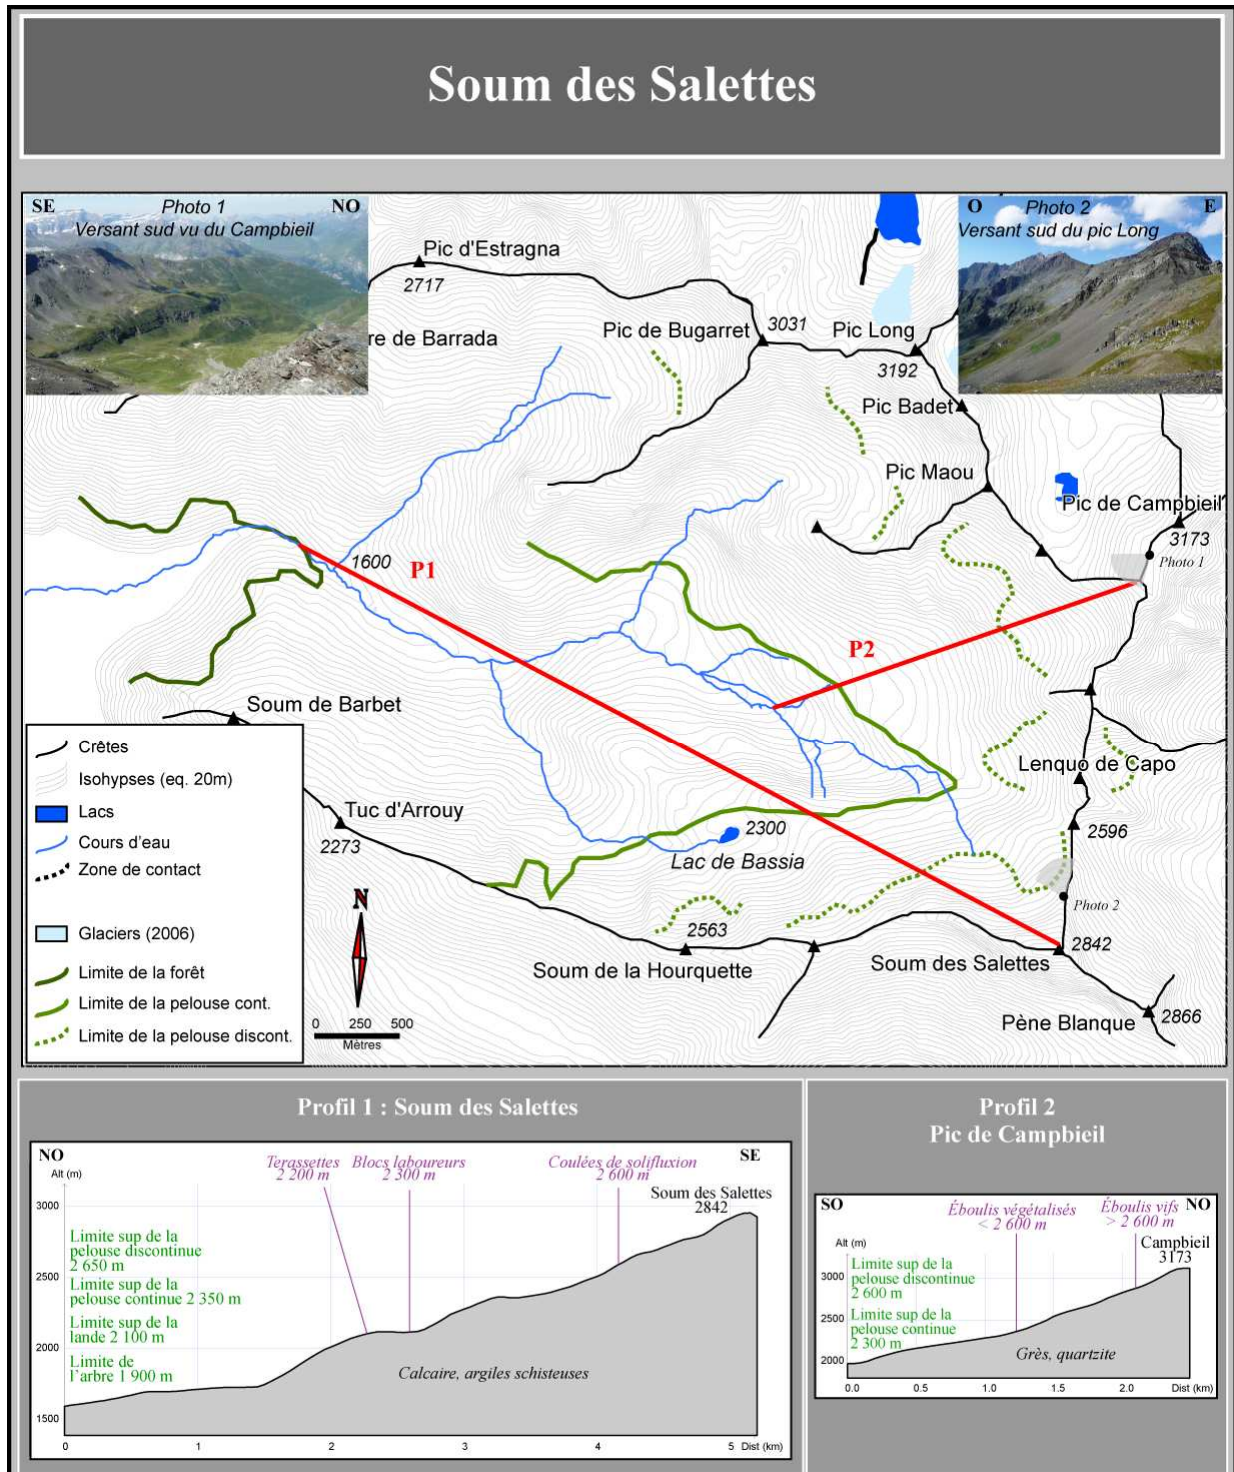 Soum des Salettes
SE
Photo 1
NO
Versant sud vu du Campbieil
O
Photo 2
E
Versant sud du pic Long
Pic d'Estragna
2717
re de Barrada
Pic de Bugarret
3031
Pic Long
3192
Pic Badet
Pic Maou
Pic de Campbieil
3173
Photo 1
1600
P1
P2
Soum de Barbet
Lenquo de Capo
Tuc d'Arrouy
2273
2300
Lac de Bassia
2596
Photo 2
2563
Soum de la Hourquette
Soum des Salettes
2842
Pène Blanque
2866
Crêtes
Isohypses (eq. 20m)
Lacs
Cours d'eau
Zone de contact
Glaciers (2006)
Limite de la forêt
Limite de la pelouse cont.
Limite de la pelouse discont.
N
0 250 500
Mètres
Profil 1 : Soum des Salettes
NO
SE
Alt (m)
Terassettes
2 200 m
Blocs laboureurs
2 300 m
Coulées de solifluxion
2 600 m
Soum des Salettes
2842
3000
2500
2000
1500
Limite sup de la
pelouse discontinue
2 650 m
Limite sup de la
pelouse continue 2 350 m
Limite sup de la
lande 2 100 m
Limite de
l'arbre 1 900 m
Calcaire, argiles schisteuses
0 1 2 3 4 5 Dist (km)
Profil 2
Pic de Campbieil
SO
NO
Alt (m)
Éboulis végétalisés
< 2 600 m
Éboulis vifs
> 2 600 m
Campbieil
3173
3000
2500
2000
Limite sup de la
pelouse discontinue
2 600 m
Limite sup de la
pelouse continue
2 300 m
Grès, quartzite
0.0 0.5 1.0 1.5 2.0 Dist (km)